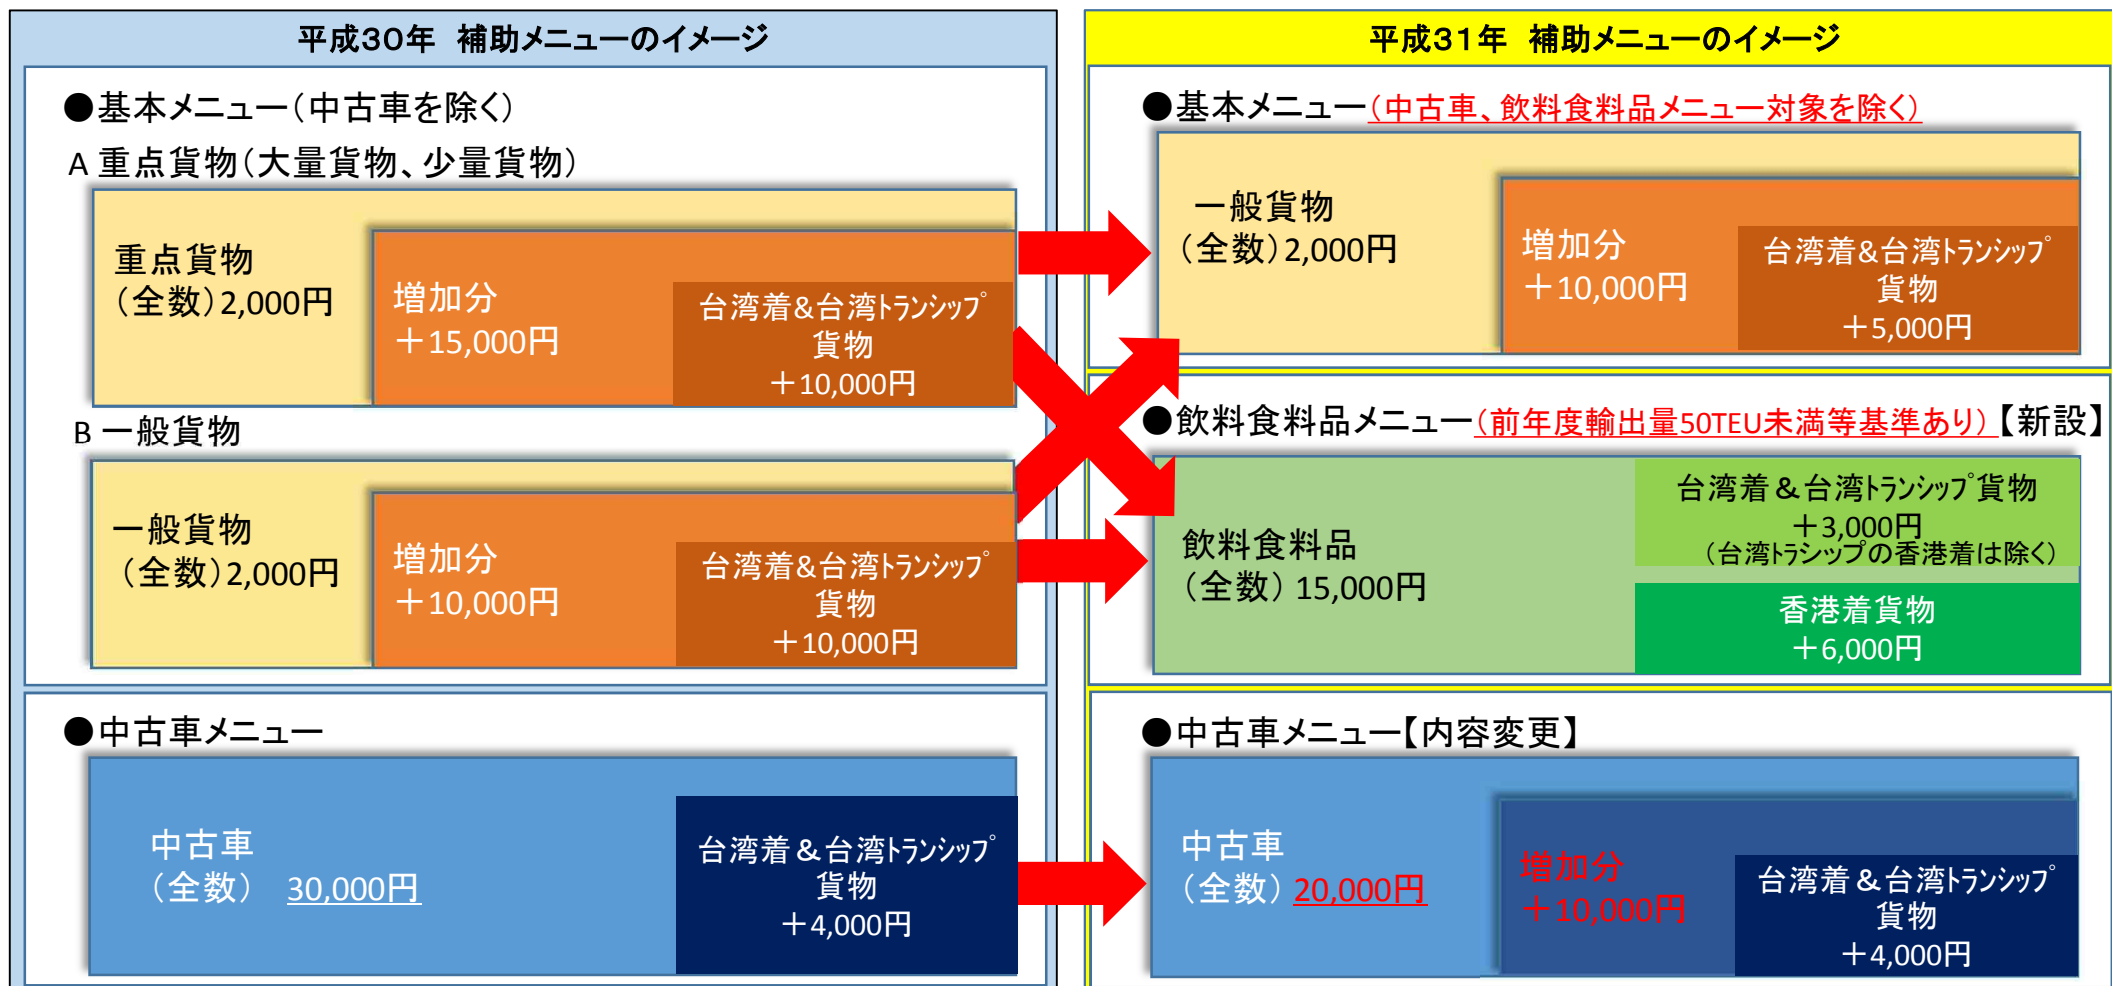 平成30年 補助メニューのイメージ
●基本メニュー(中古車を除く)
A 重点貨物(大量貨物、少量貨物)
重点貨物
(全数)2,000円
増加分
+15,000円
台湾着&台湾トランシップ
貨物
+10,000円
B 一般貨物
一般貨物
(全数)2,000円
増加分
+10,000円
台湾着&台湾トランシップ
貨物
+10,000円
●中古車メニュー
中古車
(全数) 30,000円
台湾着&台湾トランシップ
貨物
+4,000円
平成31年 補助メニューのイメージ
●基本メニュー(中古車、飲料食料品メニュー対象を除く)
一般貨物
(全数)2,000円
増加分
+10,000円
台湾着&台湾トランシップ
貨物
+5,000円
●飲料食料品メニュー(前年度輸出量50TEU未満等基準あり)【新設】
飲料食料品
(全数) 15,000円
台湾着&台湾トランシップ貨物
+3,000円
(台湾トラシップの香港着は除く)
香港着貨物
+6,000円
●中古車メニュー【内容変更】
中古車
(全数) 20,000円
増加分
+10,000円
台湾着&台湾トランシップ
貨物
+4,000円